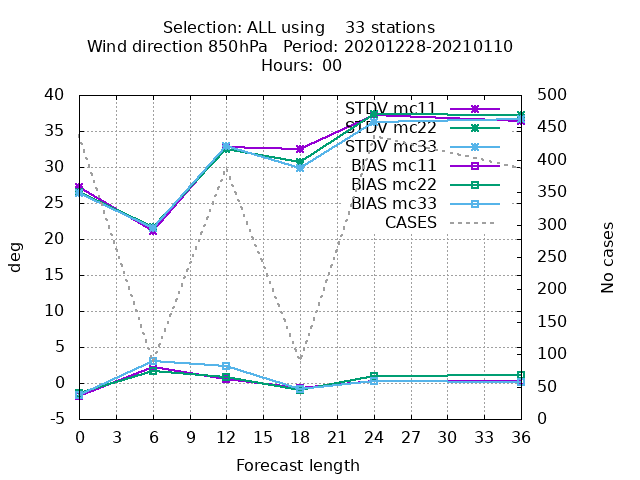 Selection: ALL using 33 stations
Wind direction 850hPa Period: 20201228-20210110
Hours: 00
40
35
30
25
20
15
10
5
0
-5
500
450
400
350
300
250
200
150
100
50
0
STDV mc11
STDV mc22
STDV mc33
BIAS mc11
BIAS mc22
BIAS mc33
CASES
deg
No cases
0 3 6 9 12 15 18 21 24 27 30 33 36
Forecast length